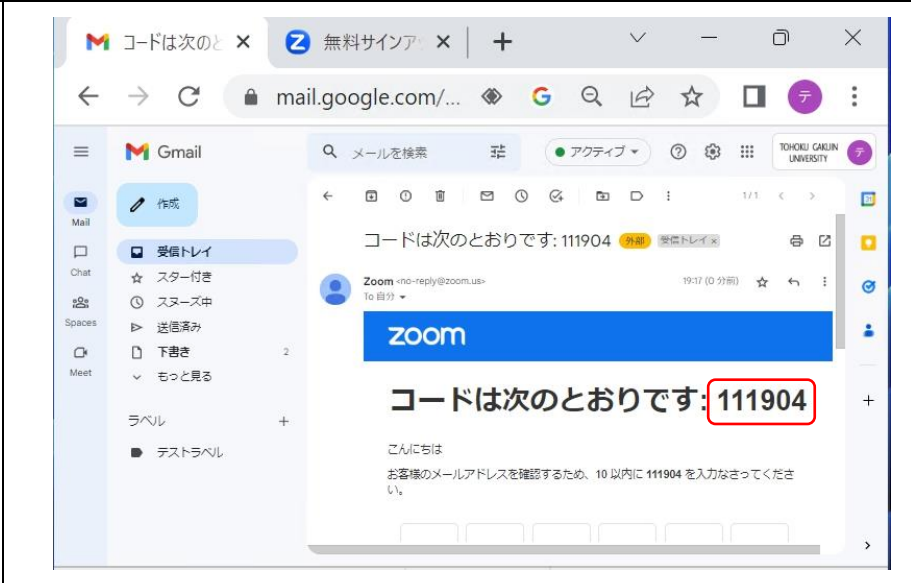 コードは次のと
無料サインア
mail.google.com/...
テ
Gmail
メールを検索
アクティブ
TOHOKU GAKUIN
UNIVERSITY
テ
Mail
Chat
Spaces
Meet
作成
受信トレイ
スター付き
スヌーズ中
送信済み
下書き 2
もっと見る
ラベル
テストラベル
1/1
コードは次のとおりです: 111904 外部 受信トレイ ×
Zoom <no-reply@zoom.us> 19:17 (0 分前)
To 自分
zoom
コードは次のとおりです: 111904
こんにちは
お客様のメールアドレスを確認するため、10 以内に 111904 を入力なさってくださ
い。